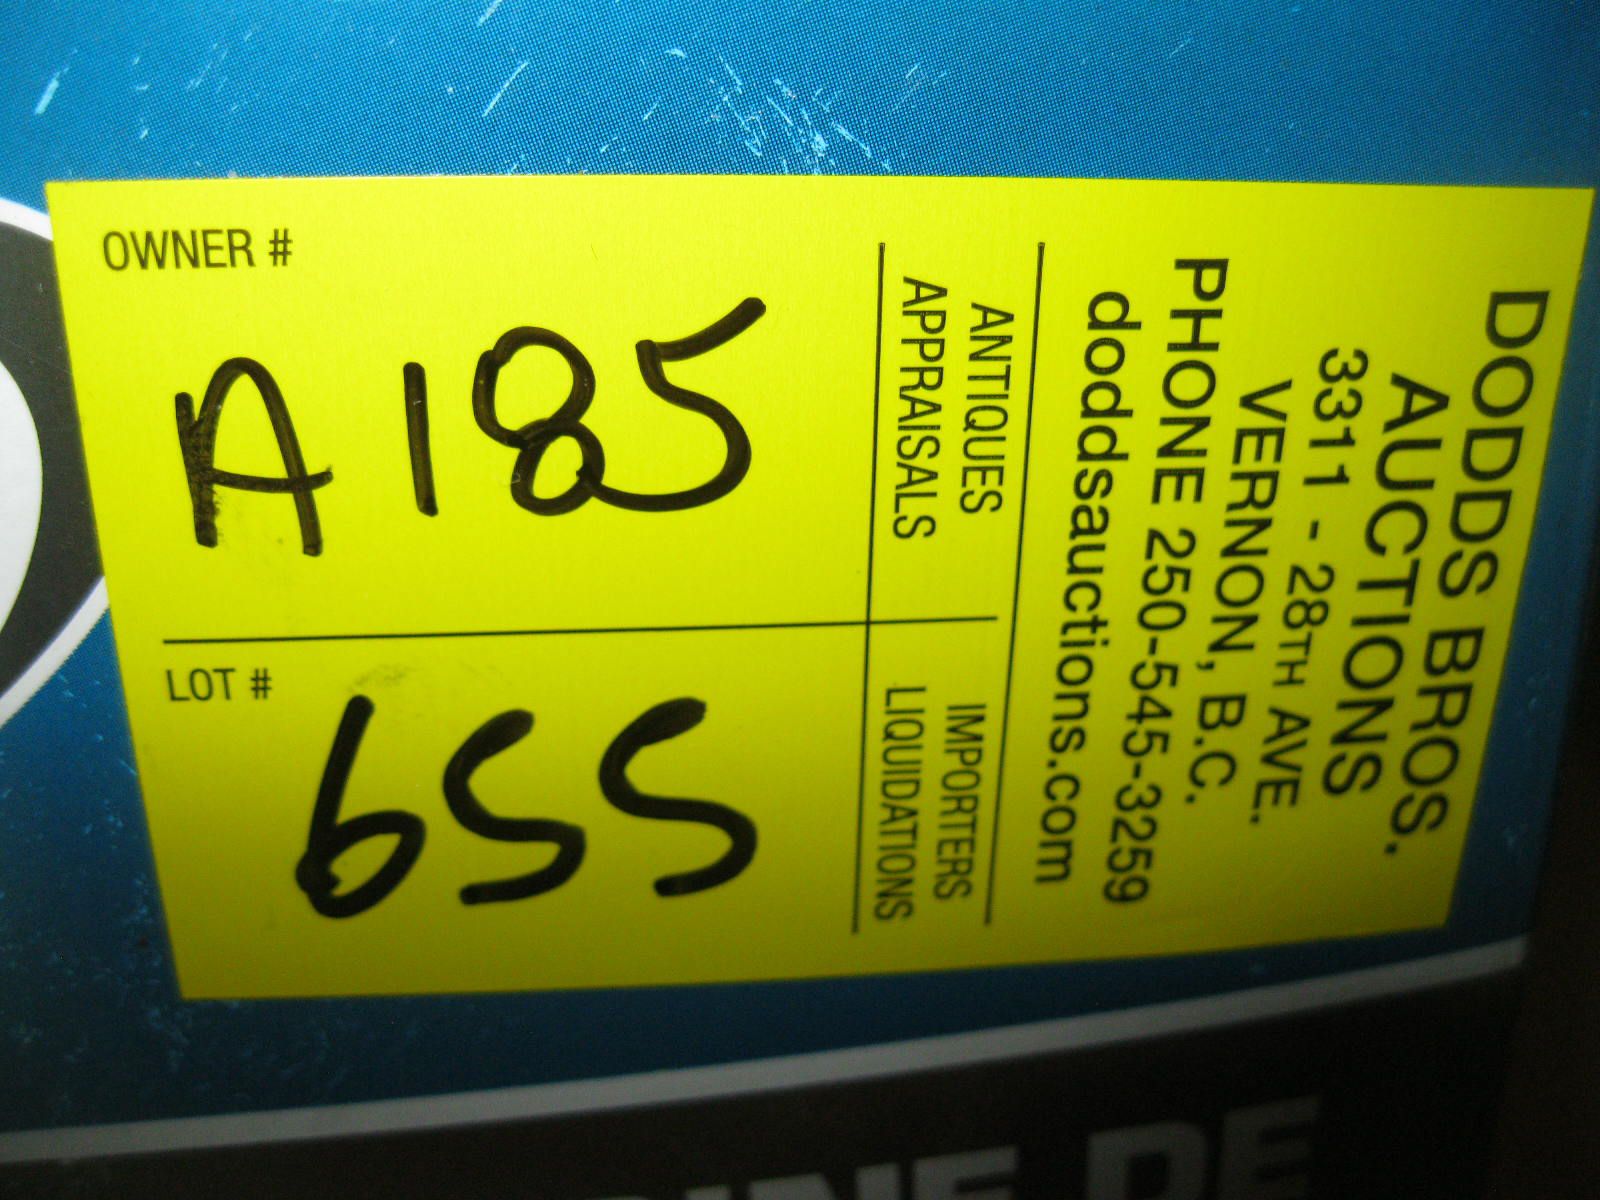 OWNER #
A185
LOT #
655
DODDS BROS.
AUCTIONS
3311 - 28TH AVE.
VERNON, B.C.
PHONE 250-545-3259
doddsauctions.com
ANTIQUES
APPRAISALS
IMPORTERS
LIQUIDATIONS
DE